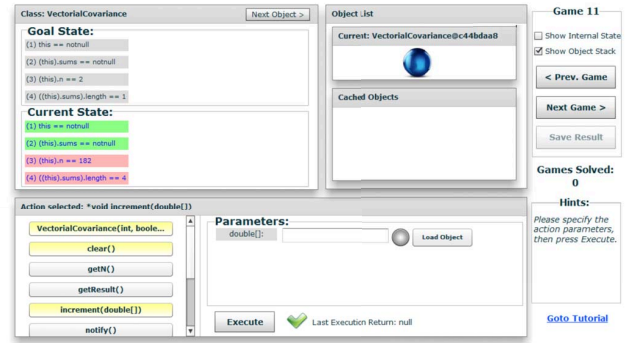 Class: VectorialCovariance
Next Object >
Goal State:
(1) this == notnull
(2) (this).sums == notnull
(3) (this).n == 2
(4) ((this).sums).length == 1
Current State:
(1) this == notnull
(2) (this).sums == notnull
(3) (this).n == 182
(4) ((this).sums).length == 4
Object List
Current: VectorialCovariance@c44bdaa8
Cached Objects
Game 11
Show Internal State
Show Object Stack
< Prev. Game
Next Game >
Save Result
Games Solved:
0
Hints:
Please specify the
action parameters,
then press Execute.
Goto Tutorial
Action selected: *void increment(double[])
VectorialCovariance(int, boole...
clear()
getN()
getResult()
increment(double[])
notify()
Parameters:
double[]:
Load Object
Execute
Last Execution Return: null